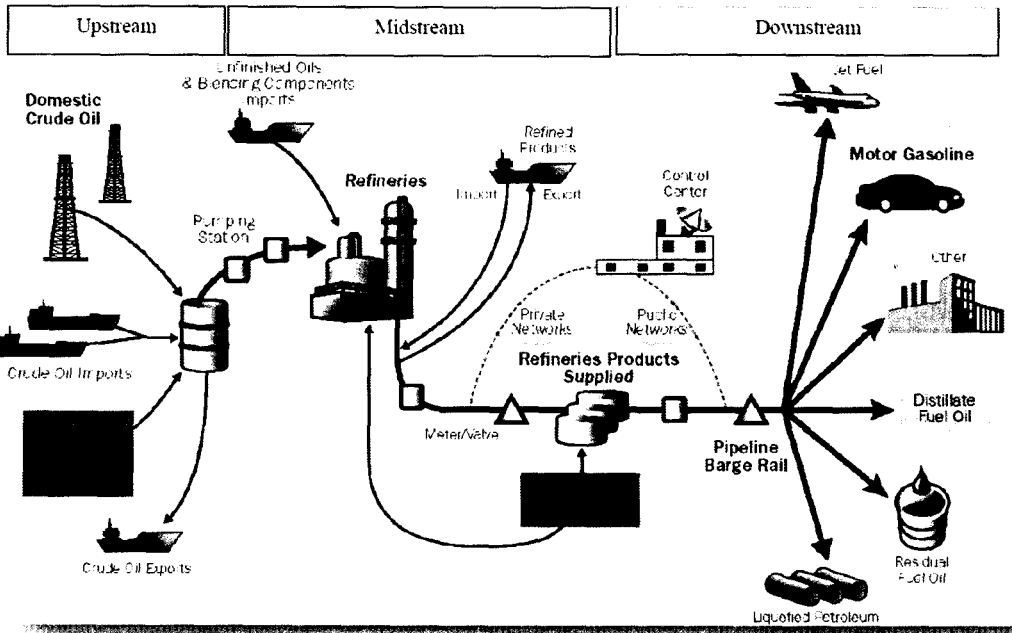 Upstream
Midstream
Downstream
Unfinished Oils
& Blending Components
Imports
Jet Fuel
Domestic
Crude Oil
Refined
Products
Motor Gasoline
Refineries
Import
Export
Control
Center
Pumping
Station
Other
Private
Networks
Public
Networks
Refineries Products
Supplied
Crude Oil Imports
Distillate
Fuel Oil
Meter/Valve
Pipeline
Barge Rail
Crude Oil Exports
Residual
Fuel Oil
Liquefied Petroleum